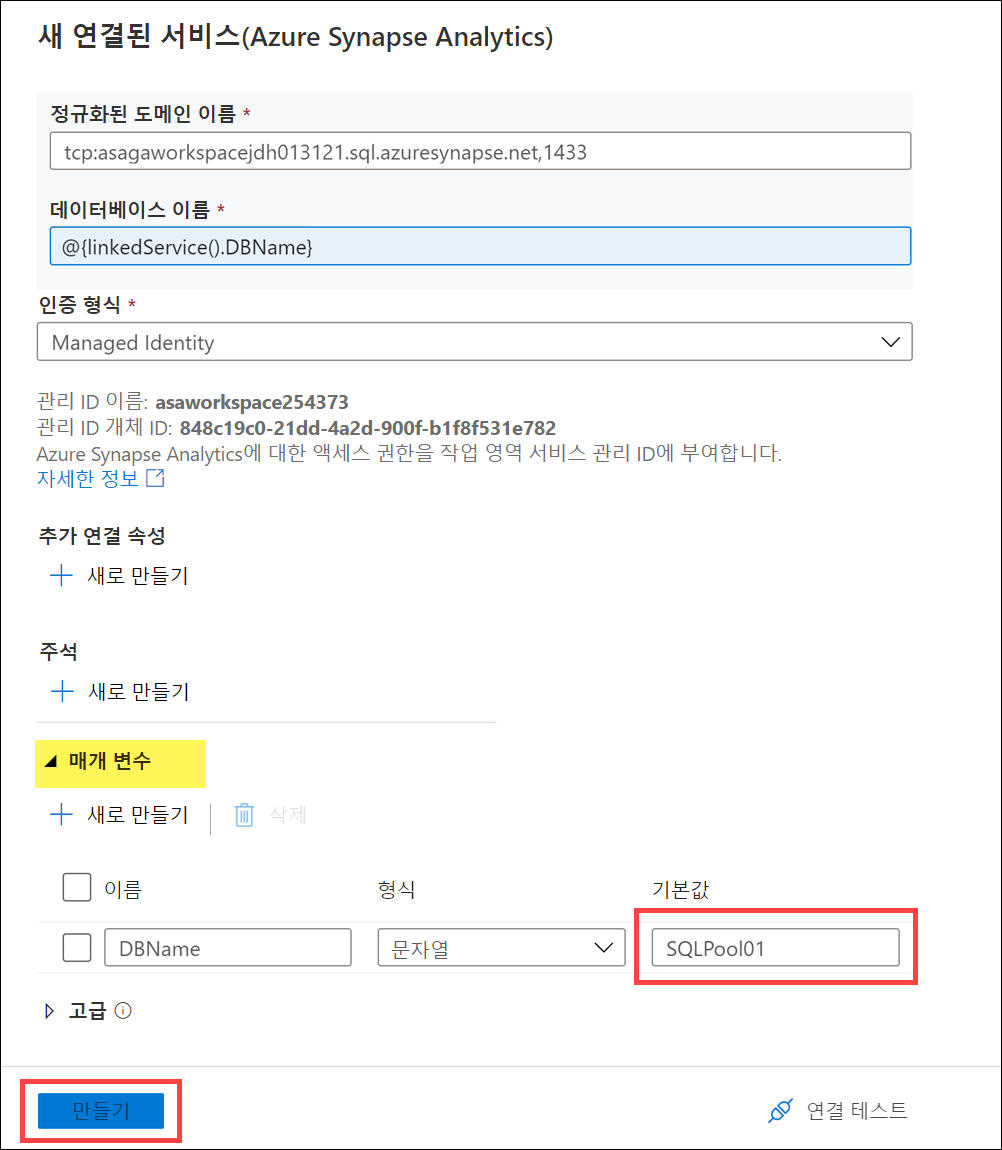 새 연결된 서비스(Azure Synapse Analytics)
정규화된 도메인 이름 *
tcp:asagaworkspacejdh013121.sql.azuresynapse.net,1433
데이터베이스 이름 *
@{linkedService().DBName}
인증 형식 *
Managed Identity
관리 ID 이름: asaworkspace254373
관리 ID 개체 ID: 848c19c0-21dd-4a2d-900f-b1f8f531e782
Azure Synapse Analytics에 대한 액세스 권한을 작업 영역 서비스 관리 ID에 부여합니다.
자세한 정보
추가 연결 속성
새로 만들기
주석
새로 만들기
매개 변수
새로 만들기 삭제
이름 형식 기본값
DBName 문자열 SQLPool01
고급
만들기 연결 테스트